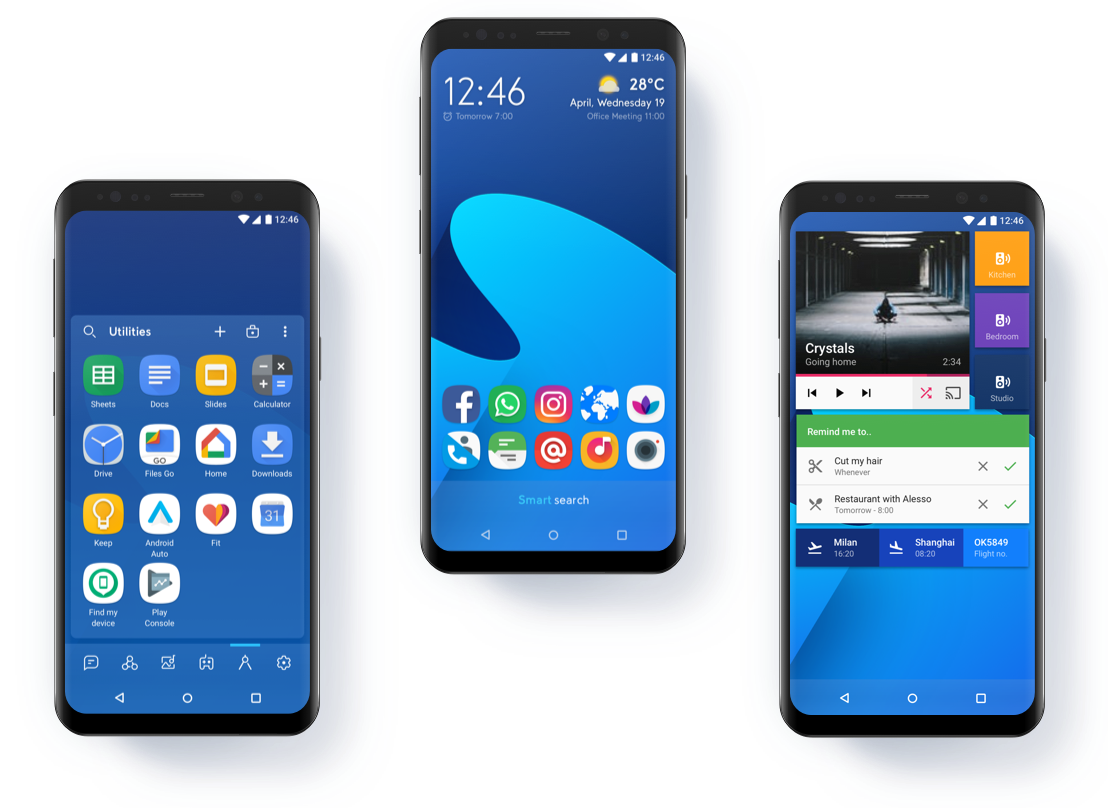 12:46
Utilities
Sheets
Docs
Slides
Calculator
Drive
GO
Files Go
Home
Downloads
Keep
Android
Auto
Fit
31
Find my
device
Play
Console
12:46
12:46
28°C
April, Wednesday 19
Tomorrow 7:00
Office Meeting 11:00
Smart search
12:46
Kitchen
Bedroom
Studio
Crystals
Going home
2:34
Remind me to..
Cut my hair
Whenever
Restaurant with Alesso
Tomorrow - 8:00
Milan
16:20
Shanghai
08:20
OK5849
Flight no.